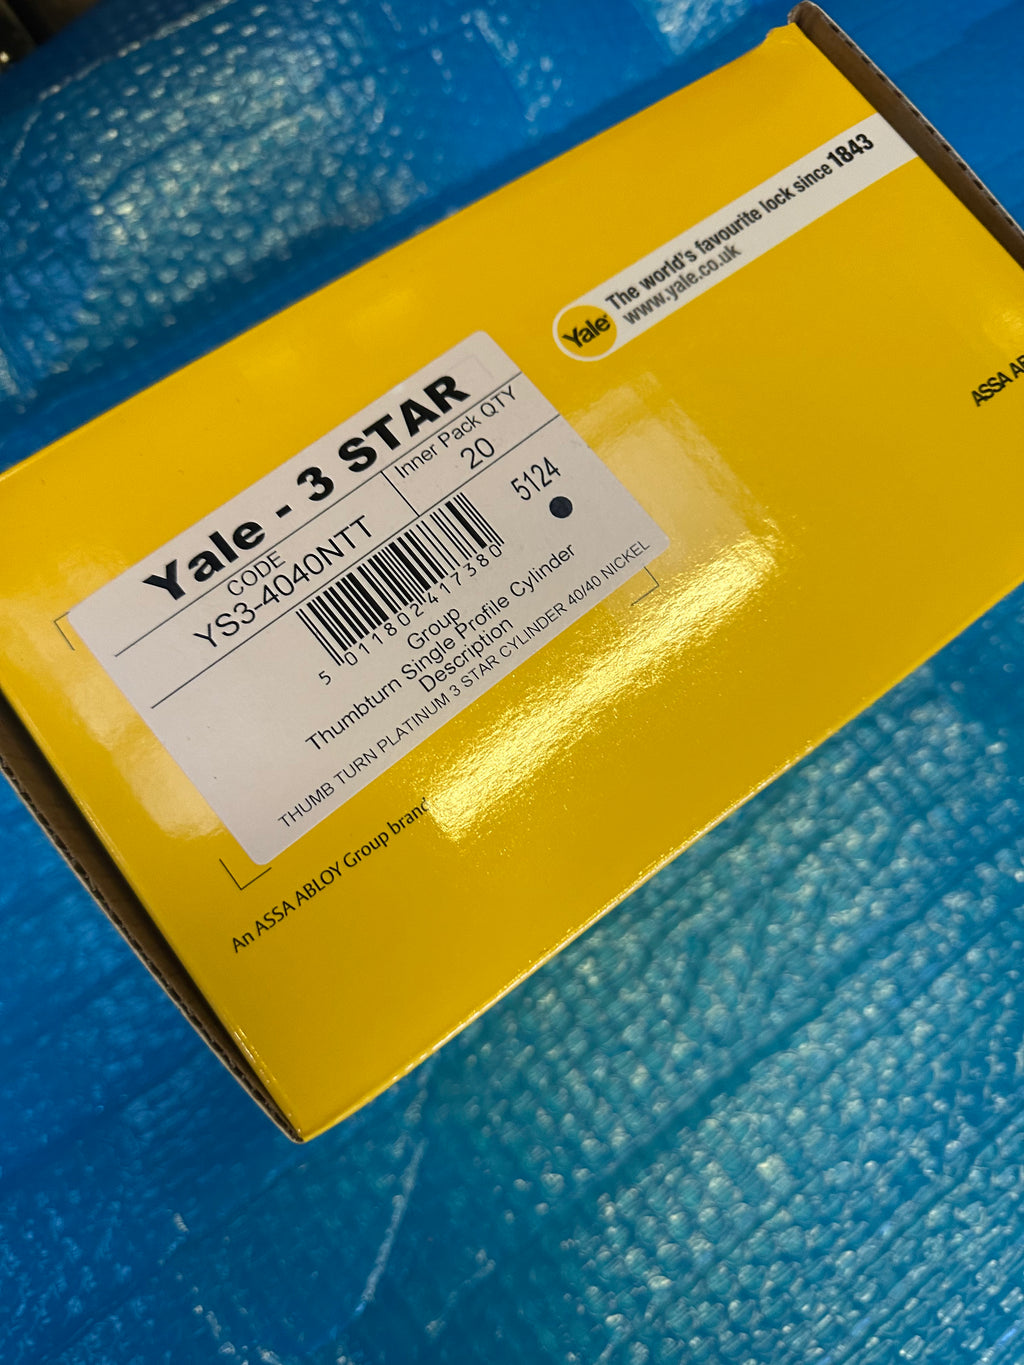 Yale
The world's favourite lock since 1843
www.yale.co.uk
ASSA
Yale - 3 STAR
CODE
YS3-4040NTT
Inner Pack QTY
20
5124
5 011802 417380
Group
Thumbturn Single Profile Cylinder
Description
THUMB TURN PLATINUM 3 STAR CYLINDER 40/40 NICKEL
An ASSA ABLOY Group brand